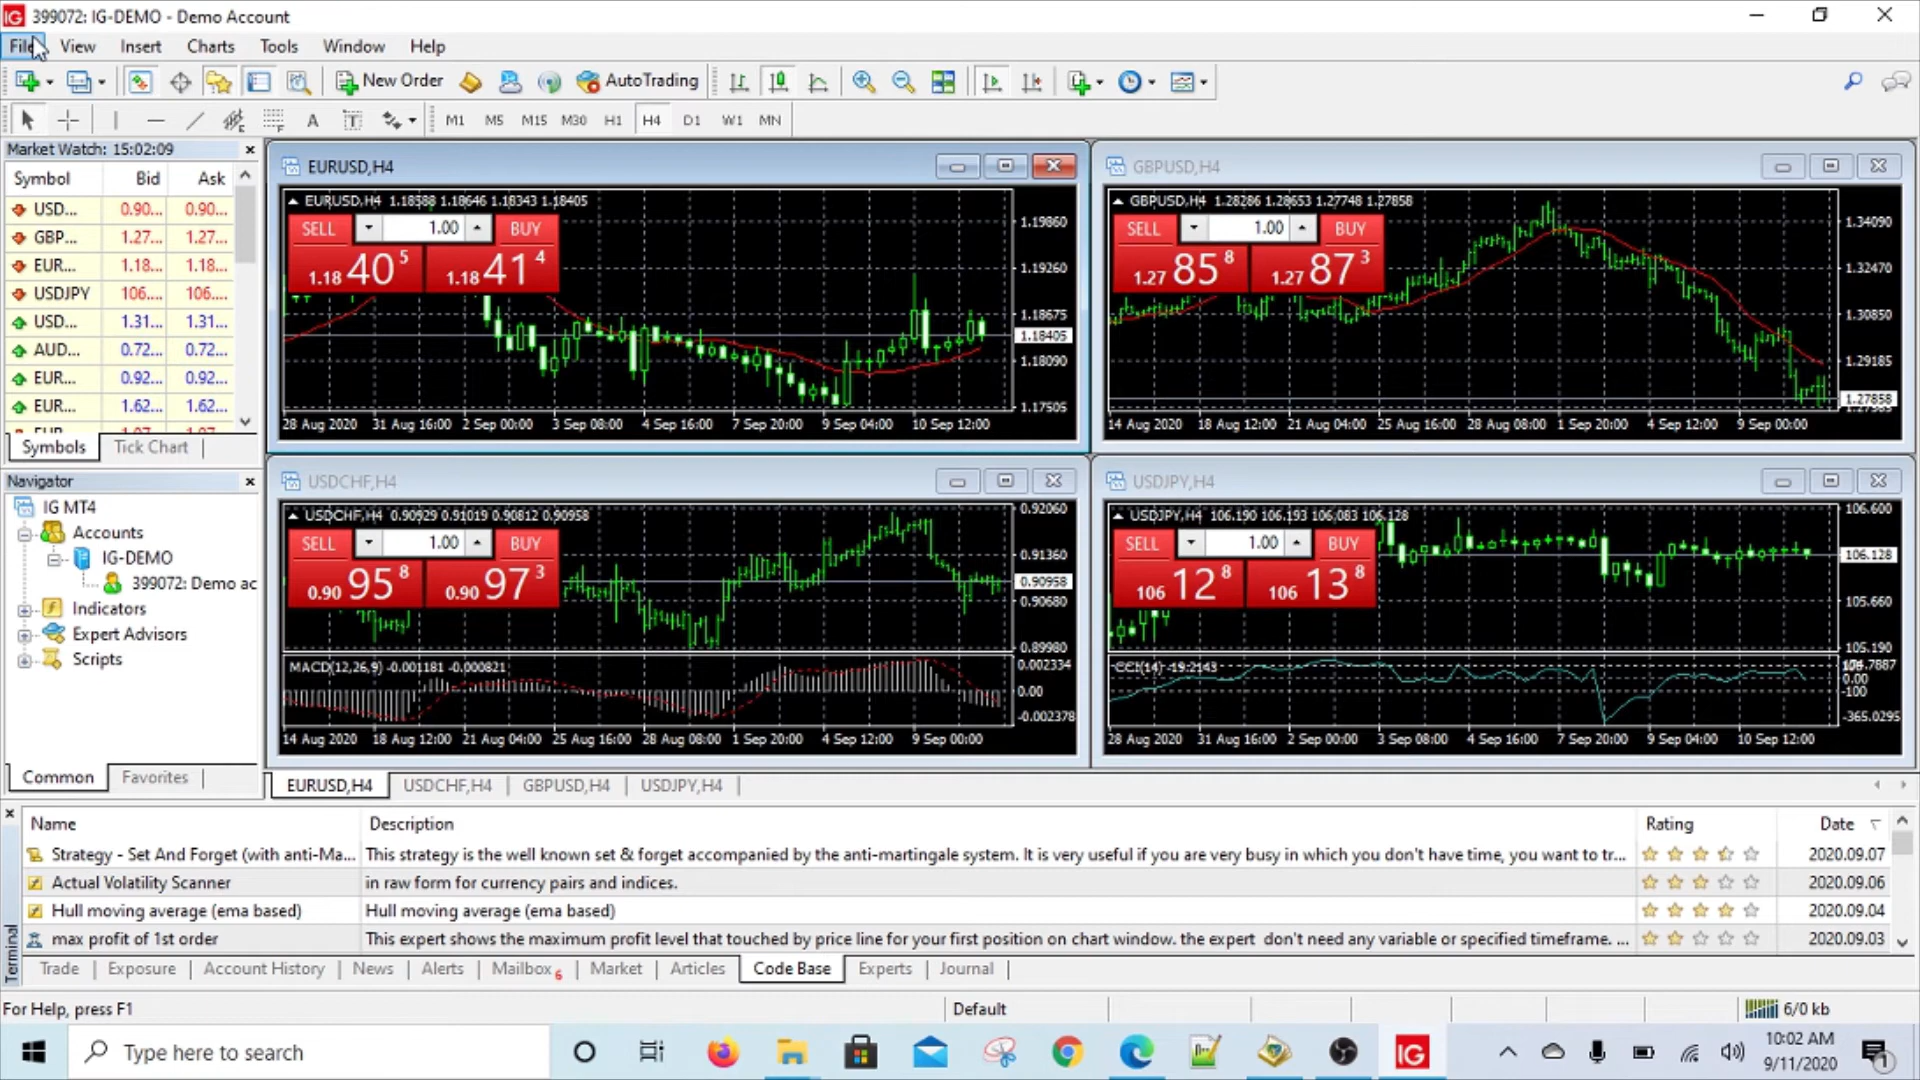 IG 399072: IG-DEMO - Demo Account
File View Insert Charts Tools Window Help
New Order AutoTrading
A T M1 M5 M15 M30 H1 H4 D1 W1 MN
Market Watch: 15:02:09
Symbol Bid Ask
USD... 0.90... 0.90...
GBP... 1.27... 1.27...
EUR... 1.18... 1.18...
USDJPY 106.... 106....
USD... 1.31... 1.31...
AUD... 0.72... 0.72...
EUR... 0.92... 0.92...
EUR... 1.62... 1.62...
Symbols Tick Chart
Navigator
IG MT4
Accounts
IG-DEMO
399072: Demo ac
Indicators
Expert Advisors
Scripts
Common Favorites
EURUSD,H4
EURUSD,H4 1.18588 1.18646 1.18343 1.18405
SELL 1.00 BUY
1.18 40 5 1.18 41 4
1.19860
1.19260
1.18675
1.18405
1.18090
1.17505
28 Aug 2020 31 Aug 16:00 2 Sep 00:00 3 Sep 08:00 4 Sep 16:00 7 Sep 20:00 9 Sep 04:00 10 Sep 12:00
GBPUSD,H4
GBPUSD,H4 1.28286 1.28653 1.27748 1.27858
SELL 1.00 BUY
1.27 85 8 1.27 87 3
1.34090
1.32470
1.30850
1.29185
1.27858
14 Aug 2020 18 Aug 12:00 21 Aug 04:00 25 Aug 16:00 28 Aug 08:00 1 Sep 20:00 4 Sep 12:00 9 Sep 00:00
USDCHF,H4
USDCHF,H4 0.90929 0.91019 0.90812 0.90958
SELL 1.00 BUY
0.90 95 8 0.90 97 3
0.92060
0.91360
0.90958
0.90680
0.89980
MACD(12,26,9) -0.001181 -0.000821
0.002334
0.00
-0.002378
14 Aug 2020 18 Aug 12:00 21 Aug 04:00 25 Aug 16:00 28 Aug 08:00 1 Sep 20:00 4 Sep 12:00 9 Sep 00:00
USDJPY,H4
USDJPY,H4 106.190 106.193 106.083 106.128
SELL 1.00 BUY
106 12 8 106 13 8
106.600
106.128
105.660
105.190
CCI(14) -19.2143
0.00
-100
-365.0295
28 Aug 2020 31 Aug 16:00 2 Sep 00:00 3 Sep 08:00 4 Sep 16:00 7 Sep 20:00 9 Sep 04:00 10 Sep 12:00
EURUSD,H4 USDCHF,H4 GBPUSD,H4 USDJPY,H4
Name Description Rating Date
Strategy - Set And Forget (with anti-Ma... This strategy is the well known set & forget accompanied by the anti-martingale system. It is very useful if you are very busy in which you don't have time, you want to tr... 2020.09.07
Actual Volatility Scanner in raw form for currency pairs and indices. 2020.09.06
Hull moving average (ema based) Hull moving average (ema based) 2020.09.04
max profit of 1st order This expert shows the maximum profit level that touched by price line for your first position on chart window. the expert don't need any variable or specified timeframe. ... 2020.09.03
Terminal
Trade Exposure Account History News Alerts Mailbox 6 Market Articles Code Base Experts Journal
For Help, press F1 Default 6/0 kb
Type here to search IG 10:02 AM
9/11/2020 1